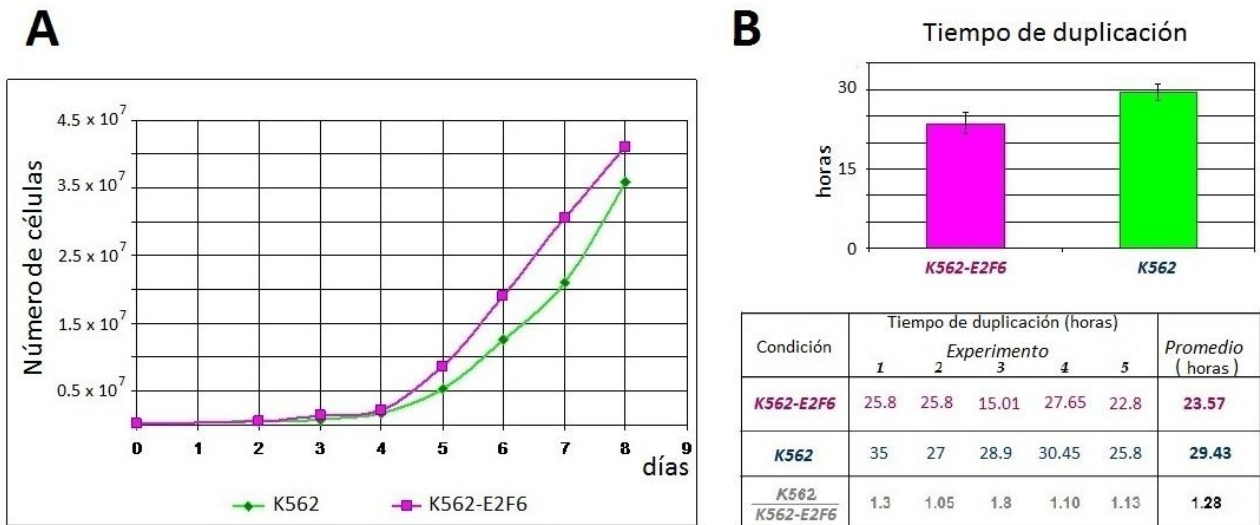 A
Número de células
4.5 x 10^7
3.5 x 10^7
2.5 x 10^7
1.5 x 10^7
0.5 x 10^7
0 1 2 3 4 5 6 7 8 9
días
K562 K562-E2F6
B
Tiempo de duplicación
horas
30
15
0
K562-E2F6 K562
Condición Tiempo de duplicación (horas) Promedio
Experimento ( horas )
1 2 3 4 5
K562-E2F6 25.8 25.8 15.01 27.65 22.8 23.57
K562 35 27 28.9 30.45 25.8 29.43
K562
K562-E2F6 1.3 1.05 1.8 1.10 1.13 1.28